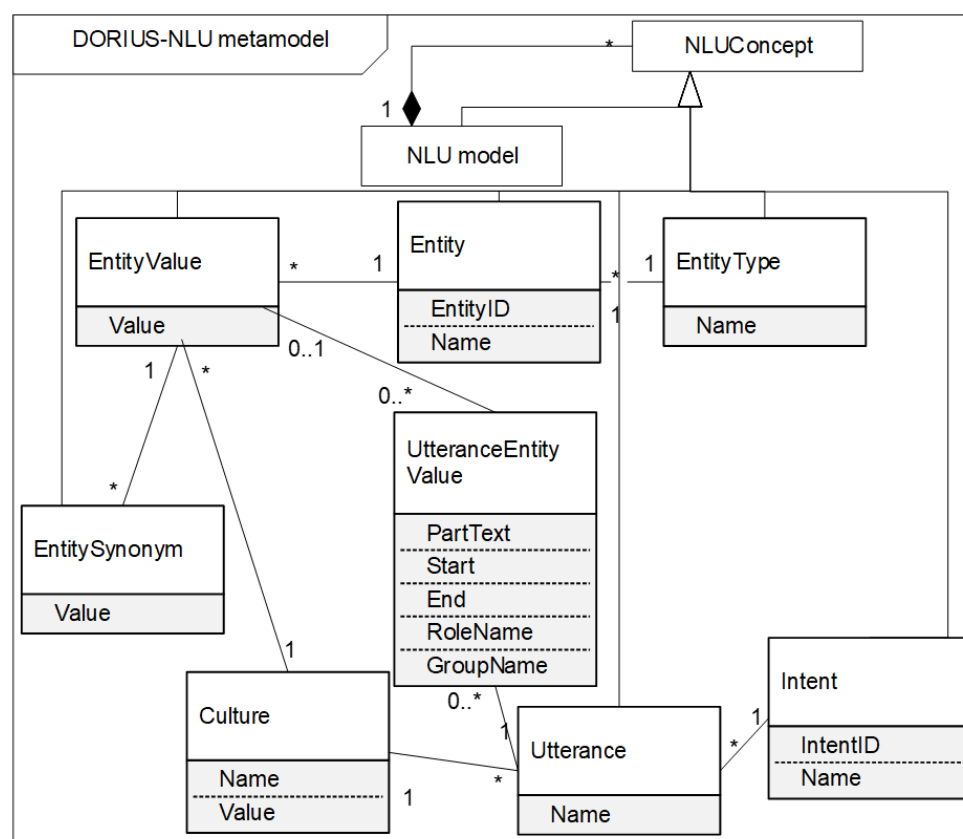 DORIUS-NLU metamodel
NLUConcept
*
1
NLU model
EntityValue
Value
*
1
Entity
EntityID
Name
*
1
1
EntityType
Name
0..1
0..*
1
*
*
UtteranceEntity
Value
PartText
Start
End
RoleName
GroupName
EntitySynonym
Value
1
Culture
Name
Value
0..*
1
1
*
Utterance
Name
*
1
Intent
IntentID
Name